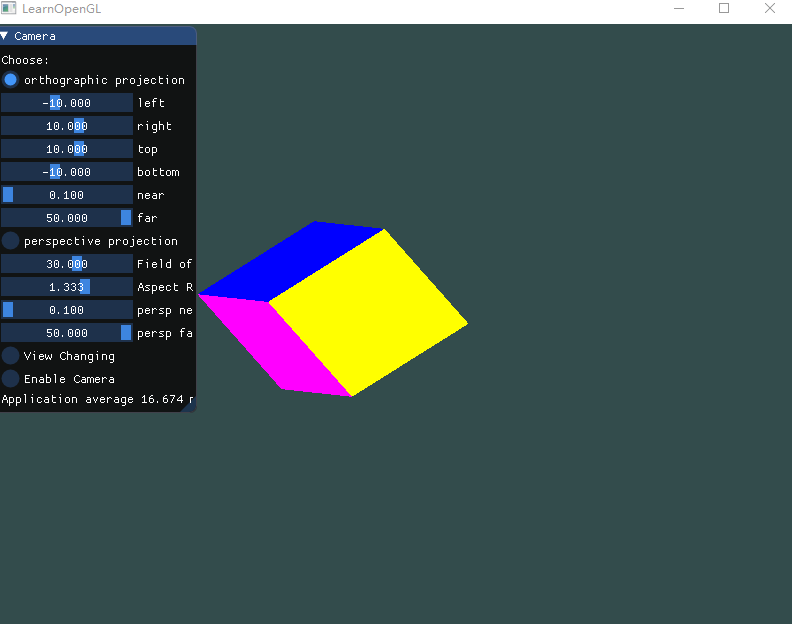 LearnOpenGL
Camera
Choose:
orthographic projection
-10.000 left
10.000 right
10.000 top
-10.000 bottom
0.100 near
50.000 far
perspective projection
30.000 Field of
1.333 Aspect R
0.100 persp ne
50.000 persp fa
View Changing
Enable Camera
Application average 16.674